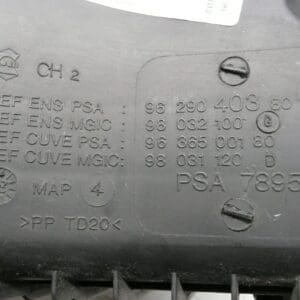 CH 2
EF ENS PSA : 96 290 403 80
EF ENS MGIC : 98 032 100 G
EF CUVE PSA : 96 365 001 80
EF CUVE MGIC: 98 031 120 D
MAP 4 PSA 7895
>PP TD20<